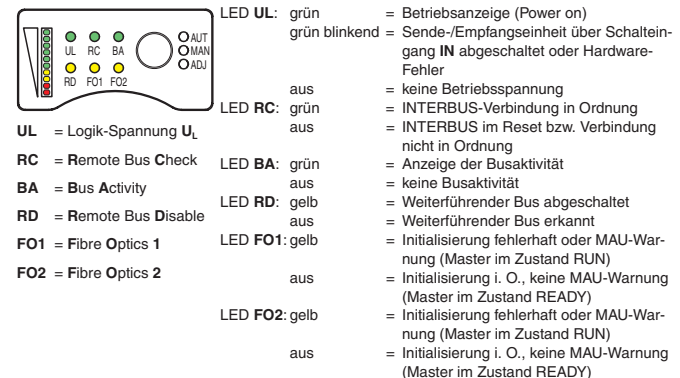 UL RC BA
RD FO1 FO2
AUT
MAN
ADJ
UL = Logik-Spannung UL
RC = Remote Bus Check
BA = Bus Activity
RD = Remote Bus Disable
FO1 = Fibre Optics 1
FO2 = Fibre Optics 2
LED UL: grün = Betriebsanzeige (Power on)
grün blinkend = Sende-/Empfangseinheit über Schaltein-
gang IN abgeschaltet oder Hardware-
Fehler
aus = keine Betriebsspannung
LED RC: grün = INTERBUS-Verbindung in Ordnung
aus = INTERBUS im Reset bzw. Verbindung
nicht in Ordnung
LED BA: grün = Anzeige der Busaktivität
aus = keine Busaktivität
LED RD: gelb = Weiterführender Bus abgeschaltet
aus = Weiterführender Bus erkannt
LED FO1: gelb = Initialisierung fehlerhaft oder MAU-War-
nung (Master im Zustand RUN)
aus = Initialisierung i. O., keine MAU-Warnung
(Master im Zustand READY)
LED FO2: gelb = Initialisierung fehlerhaft oder MAU-War-
nung (Master im Zustand RUN)
aus = Initialisierung i. O., keine MAU-Warnung
(Master im Zustand READY)